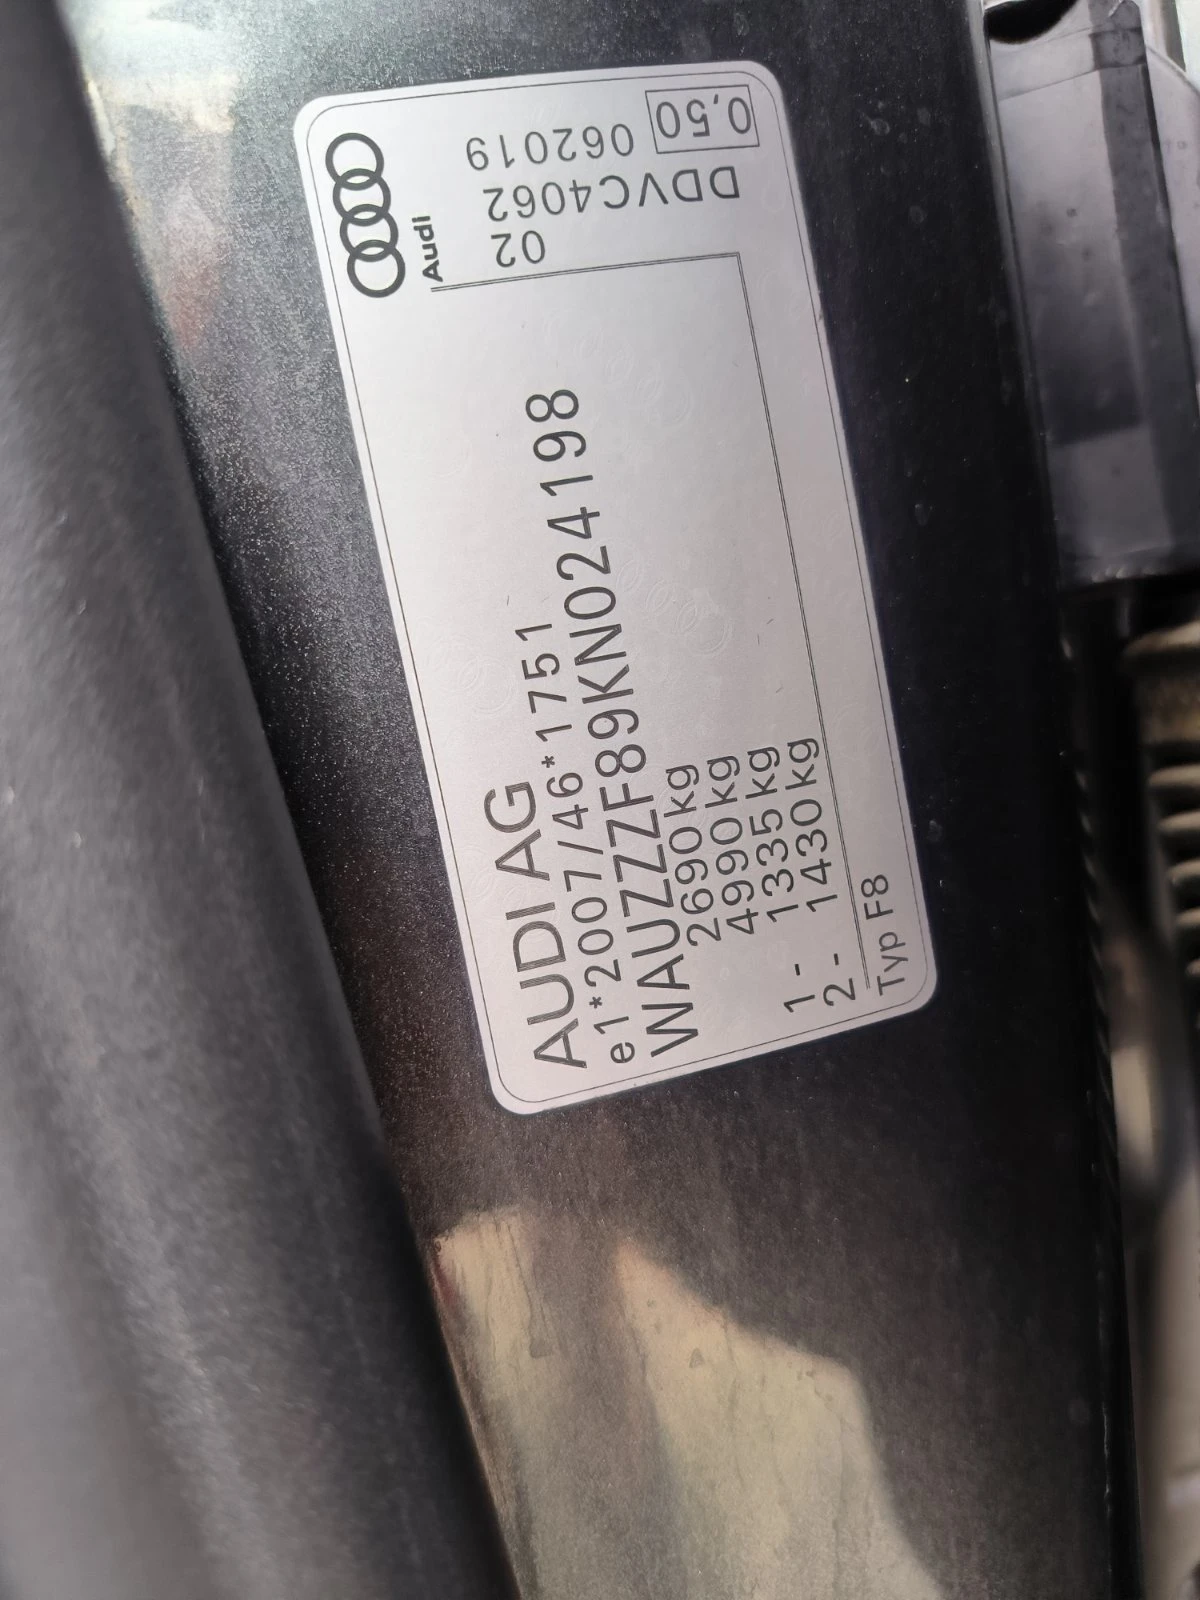 AUDI AG
e1*2007/46*1751
WAUZZZF89KN024198
2690kg
4990kg
1- 1335kg
2- 1430kg
Typ F8
Audi
0,50
062019
DDVC4062
02